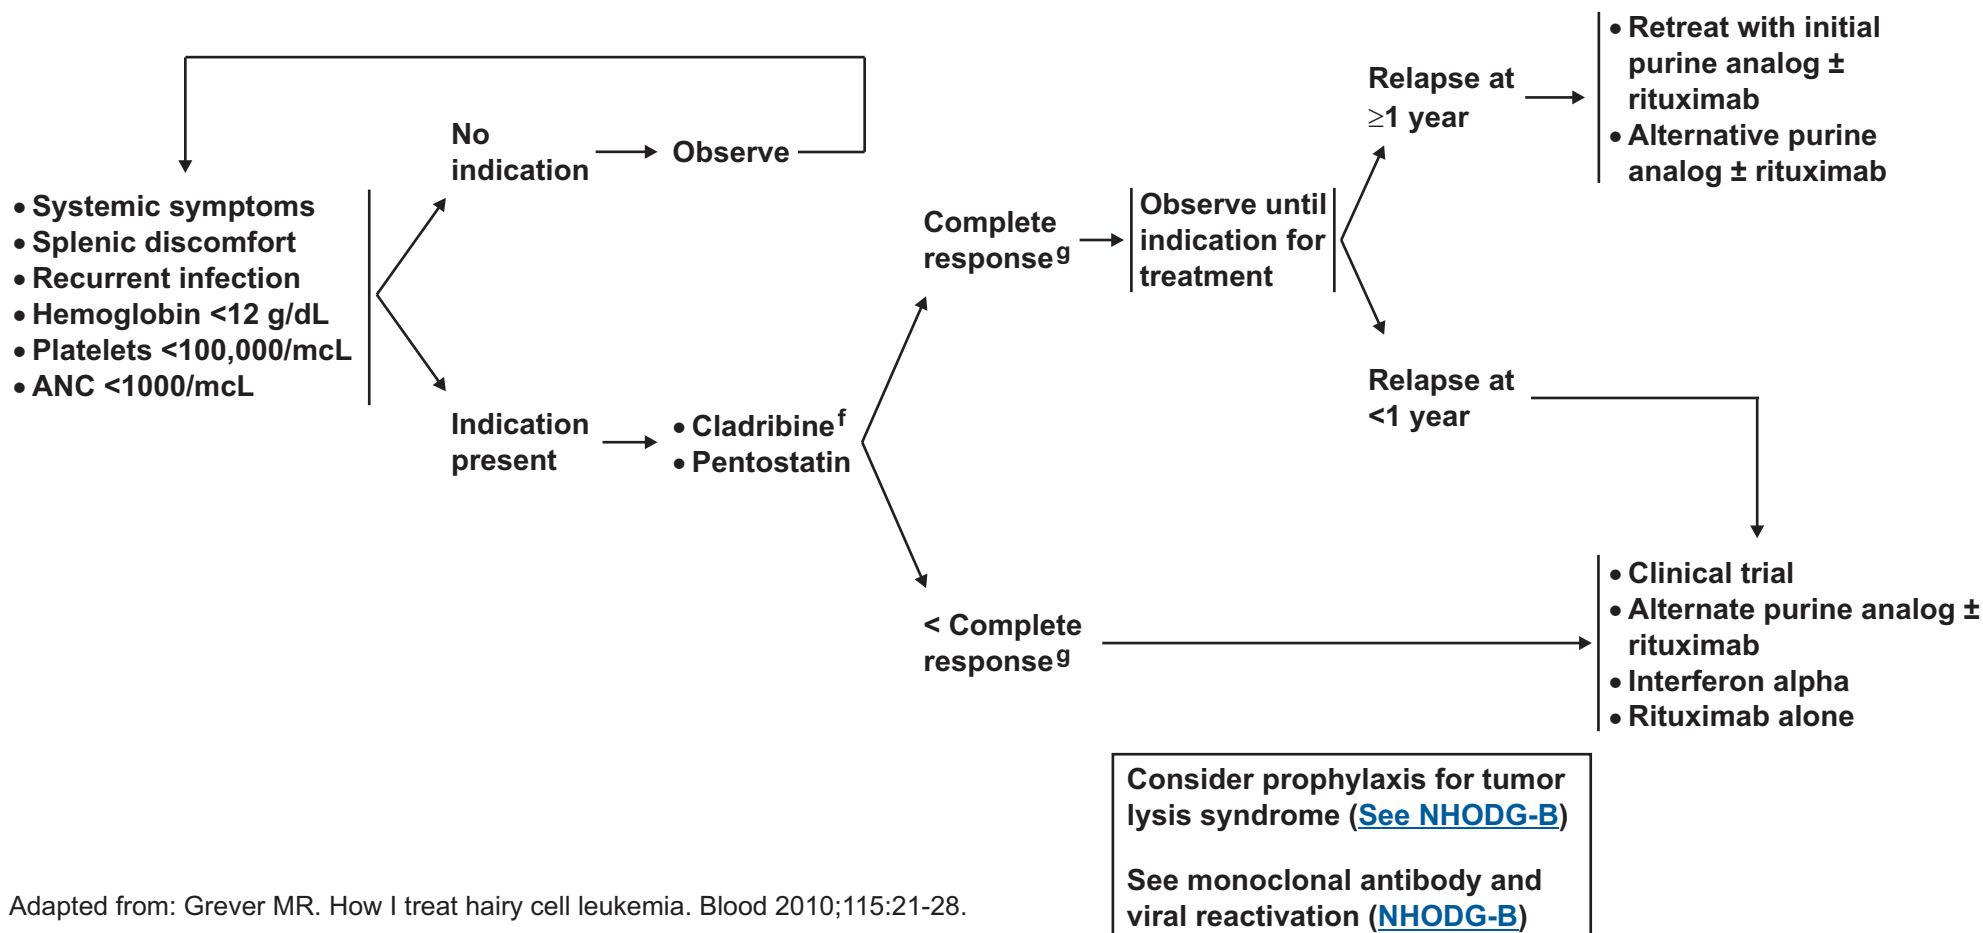 • Systemic symptoms
• Splenic discomfort
• Recurrent infection
• Hemoglobin <12 g/dL
• Platelets <100,000/mcL
• ANC <1000/mcL
No
indication
Observe
Indication
present
• Cladribine f
• Pentostatin
Complete
response g
< Complete
response g
Observe until
indication for
treatment
Relapse at
≥1 year
Relapse at
<1 year
• Retreat with initial
purine analog ±
rituximab
• Alternative purine
analog ± rituximab
• Clinical trial
• Alternate purine analog ±
rituximab
• Interferon alpha
• Rituximab alone
Consider prophylaxis for tumor
lysis syndrome (See NHODG-B)
See monoclonal antibody and
viral reactivation (NHODG-B)
Adapted from: Grever MR. How I treat hairy cell leukemia. Blood 2010;115:21-28.